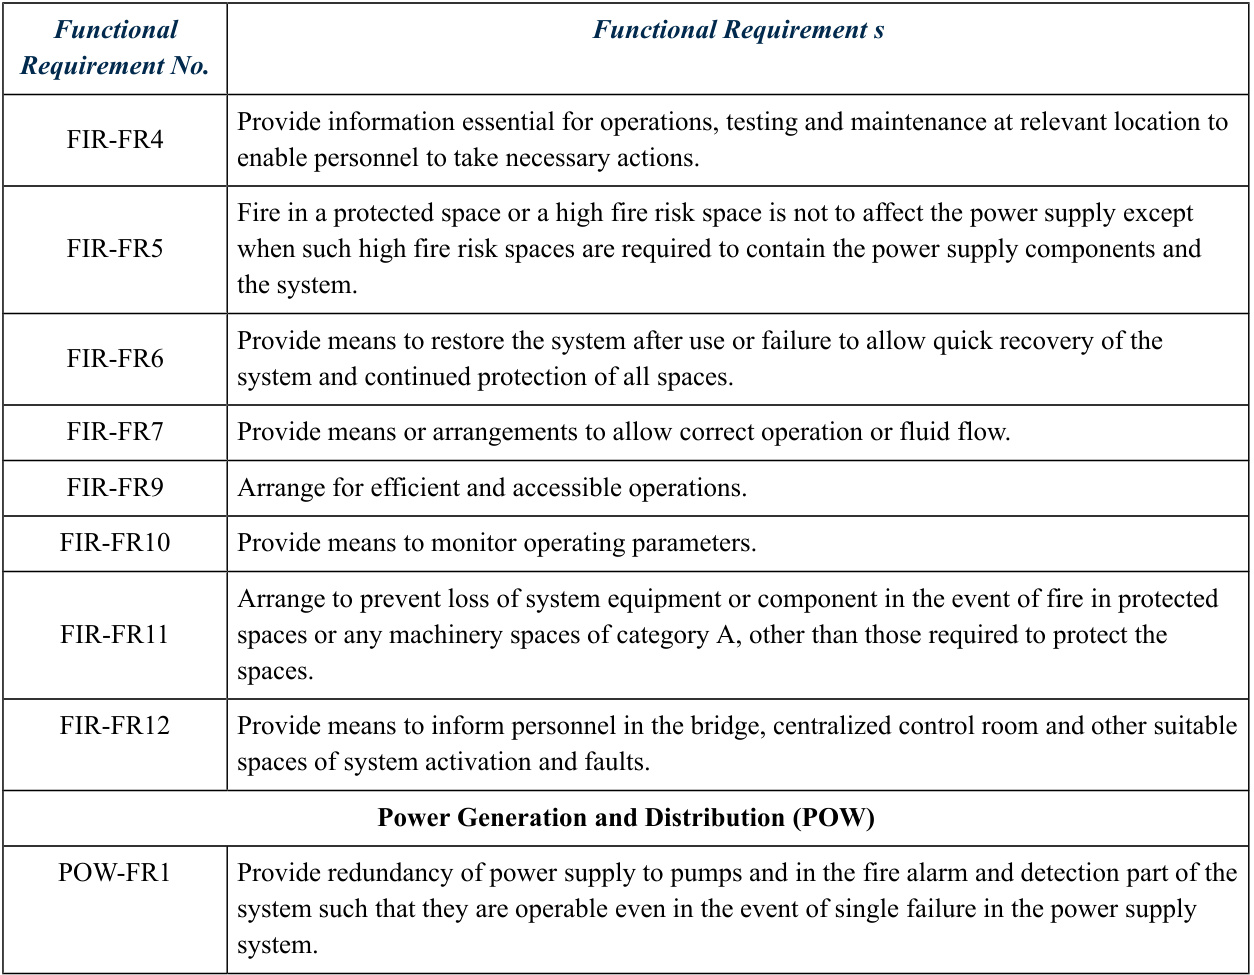 Functional
Requirement No.
Functional Requirement s
FIR-FR4
Provide information essential for operations, testing and maintenance at relevant location to
enable personnel to take necessary actions.
FIR-FR5
Fire in a protected space or a high fire risk space is not to affect the power supply except
when such high fire risk spaces are required to contain the power supply components and
the system.
FIR-FR6
Provide means to restore the system after use or failure to allow quick recovery of the
system and continued protection of all spaces.
FIR-FR7
Provide means or arrangements to allow correct operation or fluid flow.
FIR-FR9
Arrange for efficient and accessible operations.
FIR-FR10
Provide means to monitor operating parameters.
FIR-FR11
Arrange to prevent loss of system equipment or component in the event of fire in protected
spaces or any machinery spaces of category A, other than those required to protect the
spaces.
FIR-FR12
Provide means to inform personnel in the bridge, centralized control room and other suitable
spaces of system activation and faults.
Power Generation and Distribution (POW)
POW-FR1
Provide redundancy of power supply to pumps and in the fire alarm and detection part of the
system such that they are operable even in the event of single failure in the power supply
system.